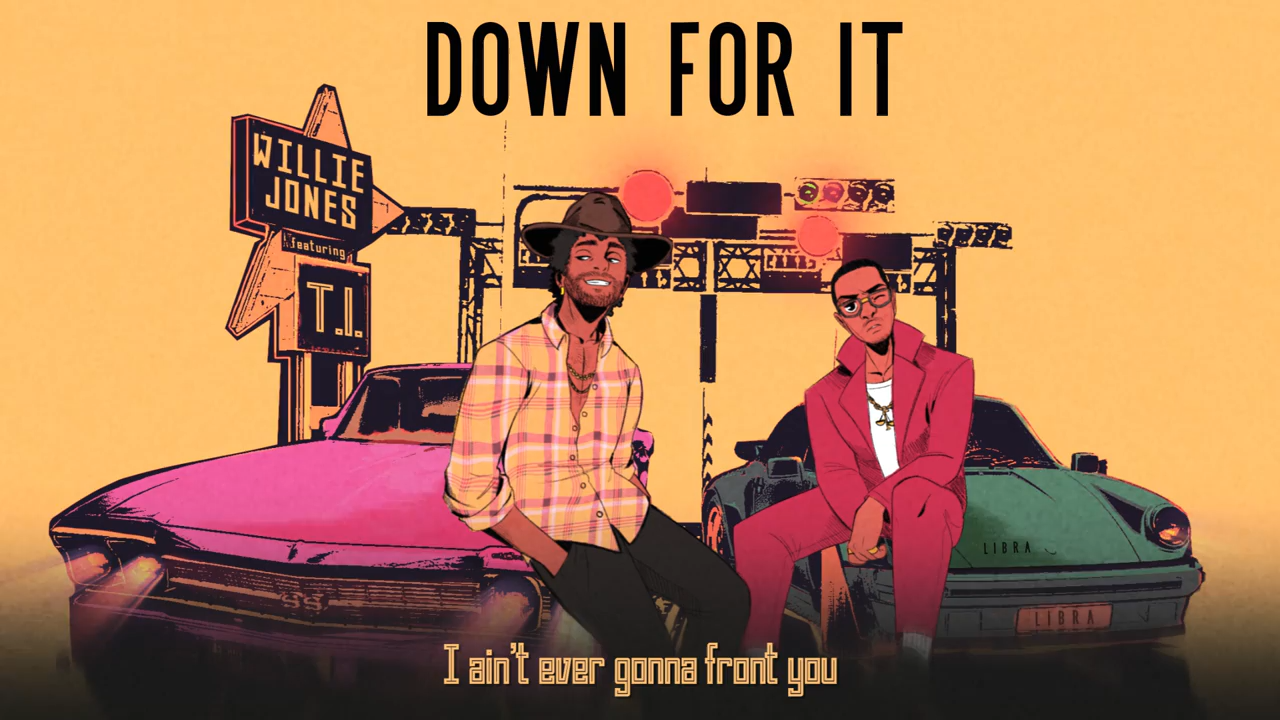 DOWN FOR IT
WILLIE
JONES
featuring
T.I.
LIBRA
LIBRA
I ain't ever gonna front you